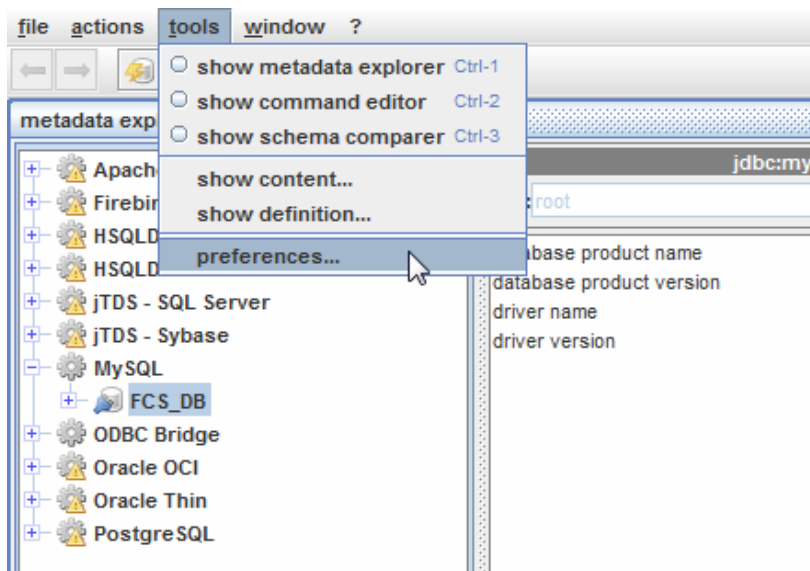 file actions tools window ?
show metadata explorer Ctrl-1
show command editor Ctrl-2
show schema comparer Ctrl-3
show content...
show definition...
preferences...
metadata exp
Apach
Firebir
HSQLD
HSQLD
jTDS - SQL Server
jTDS - Sybase
MySQL
FCS_DB
ODBC Bridge
Oracle OCI
Oracle Thin
PostgreSQL
jdbc:my
root
abase product name
database product version
driver name
driver version